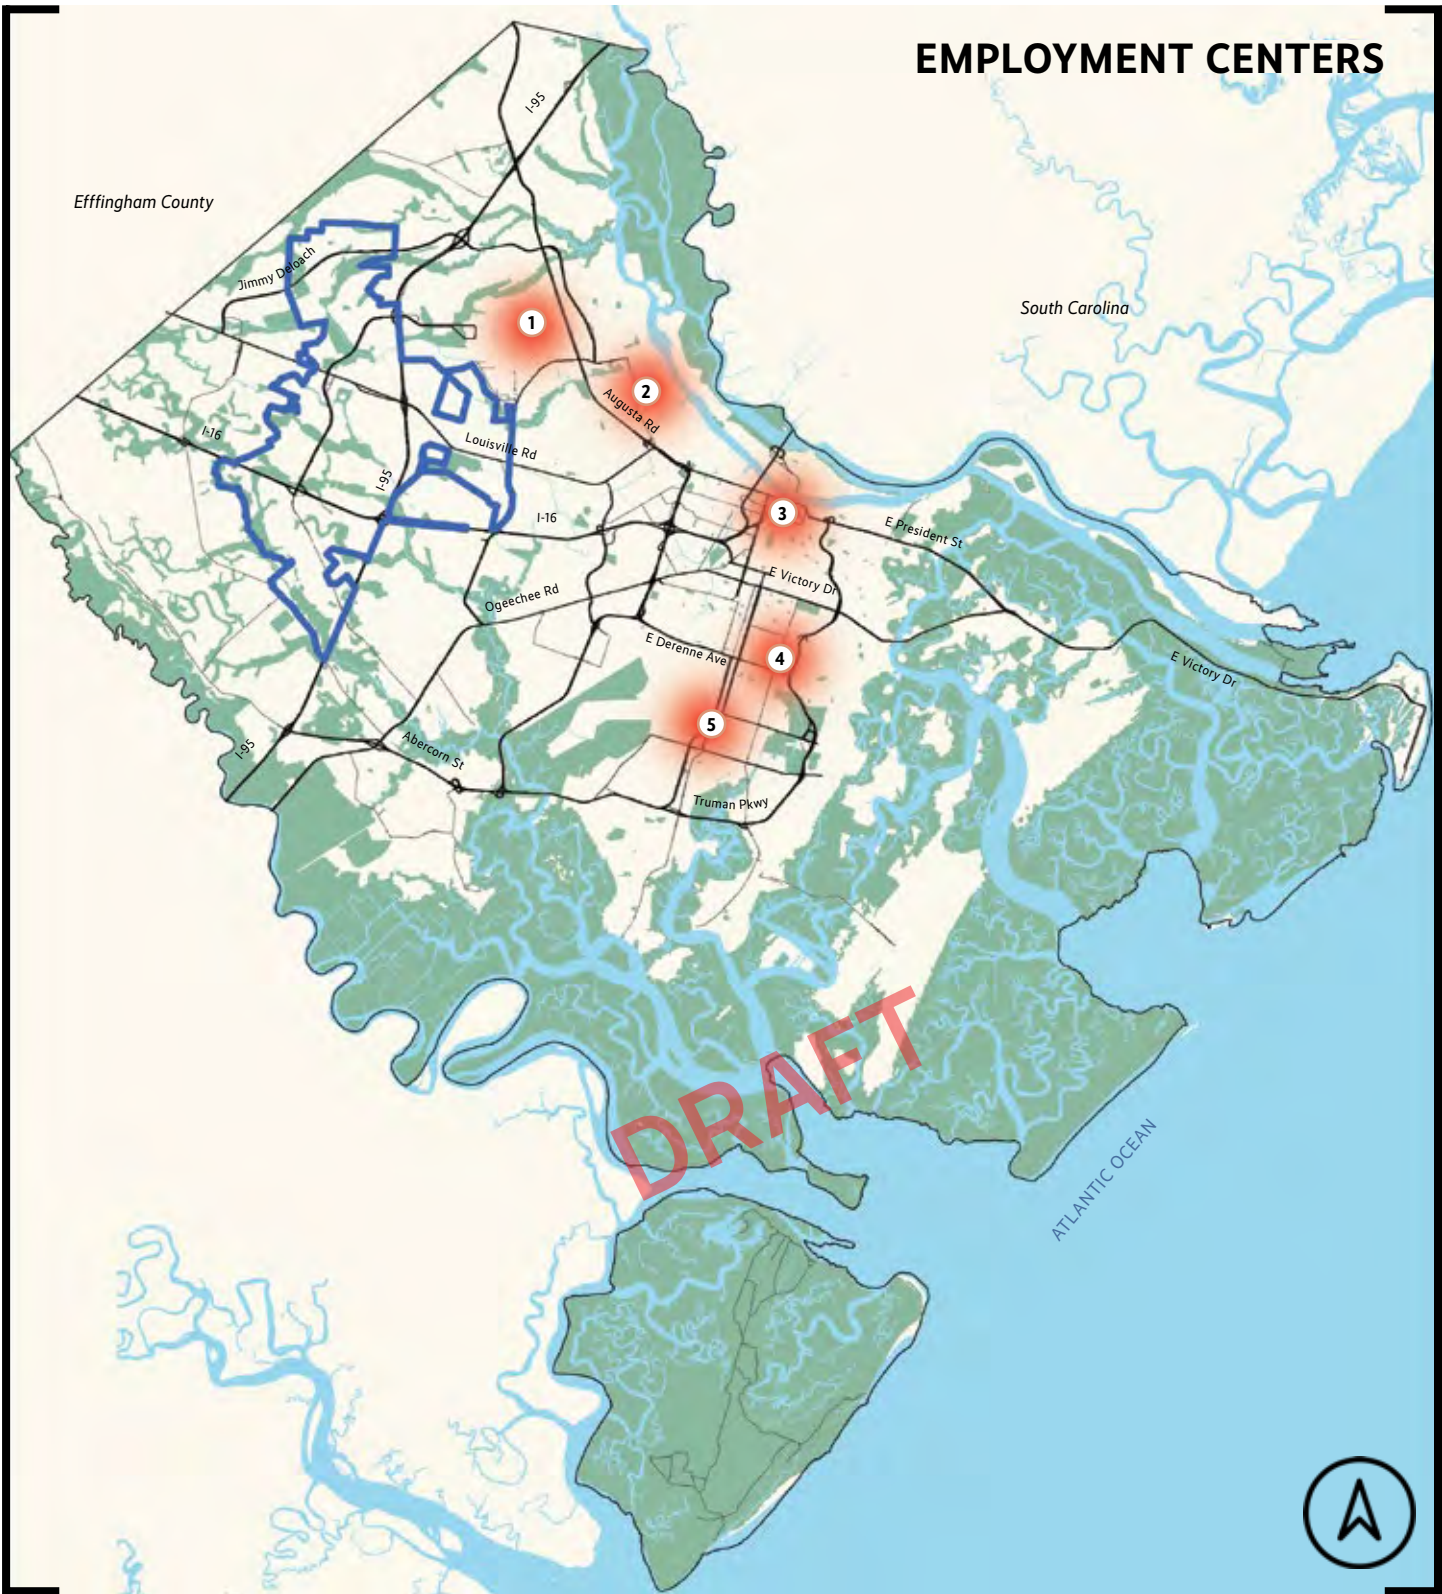 EMPLOYMENT CENTERS
I-95
Efffingham County
Jimmy Deloach
South Carolina
1
2
Augusta Rd
I-16
Louisville Rd
I-95
3
I-16
E President St
E Victory Dr
Ogeechee Rd
E Derenne Ave
4
E Victory Dr
5
I-95
Abercorn St
Truman Pkwy
DRAFT
ATLANTIC OCEAN